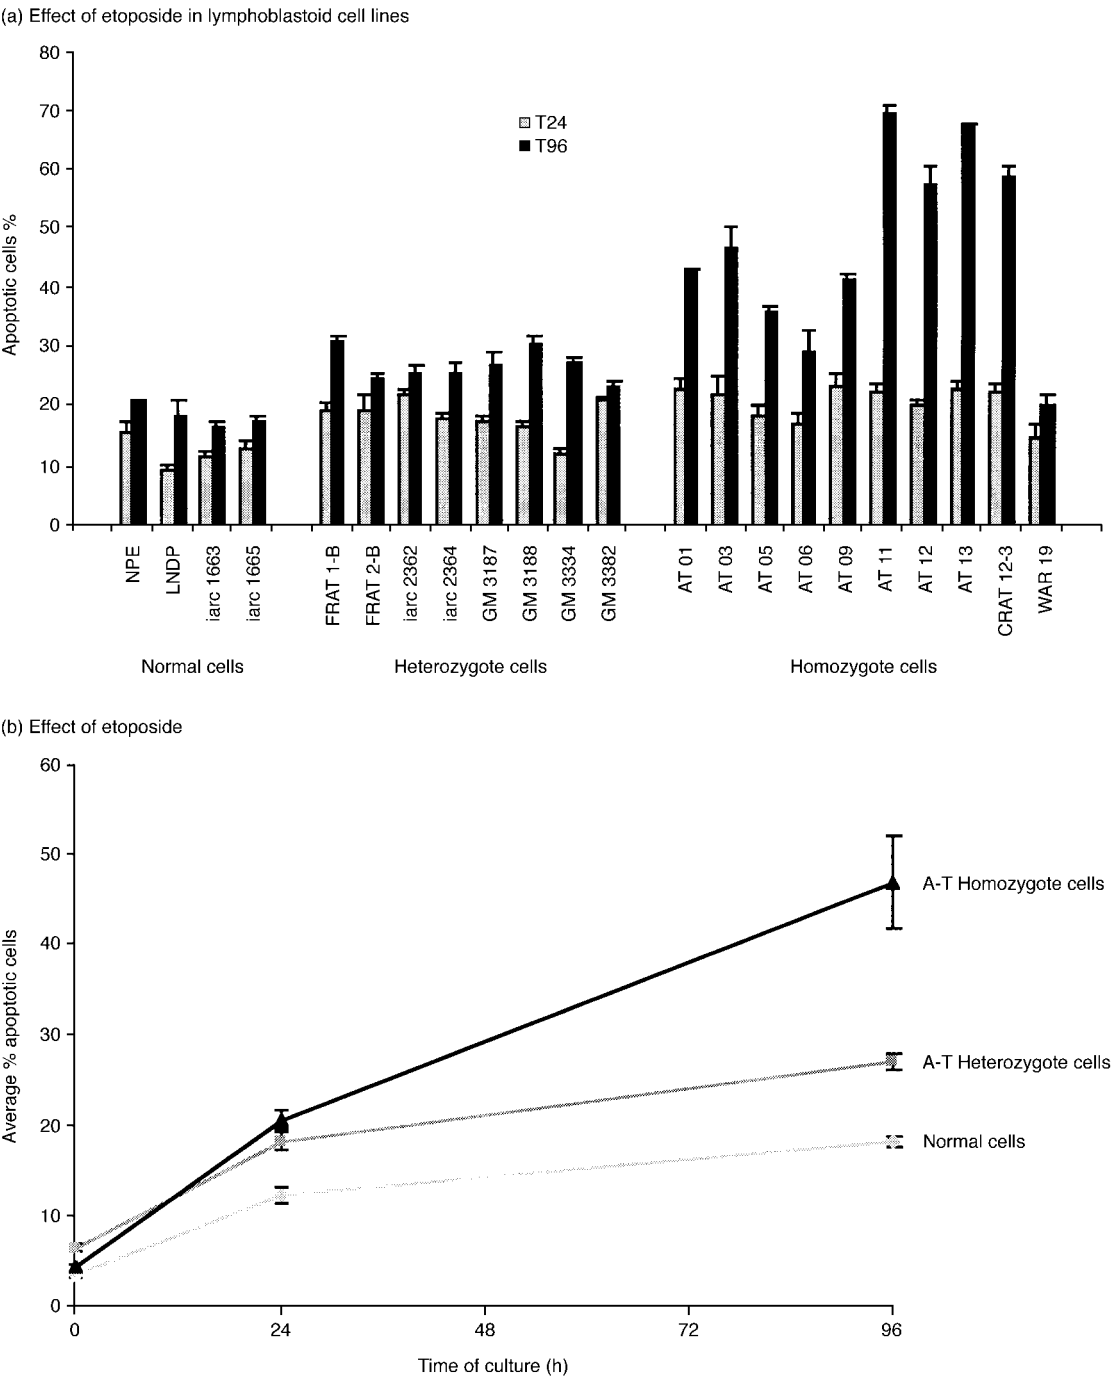 (a) Effect of etoposide in lymphoblastoid cell lines
80
70
60
50
40
30
20
10
0
Apoptotic cells %
T24
T96
NPE
LNDP
iarc 1663
iarc 1665
FRAT 1-B
FRAT 2-B
iarc 2362
iarc 2364
GM 3187
GM 3188
GM 3334
GM 3382
AT 01
AT 03
AT 05
AT 06
AT 09
AT 11
AT 12
AT 13
CRAT 12-3
WAR 19
Normal cells
Heterozygote cells
Homozygote cells
(b) Effect of etoposide
60
50
40
30
20
10
0
Average % apoptotic cells
A-T Homozygote cells
A-T Heterozygote cells
Normal cells
0
24
48
72
96
Time of culture (h)